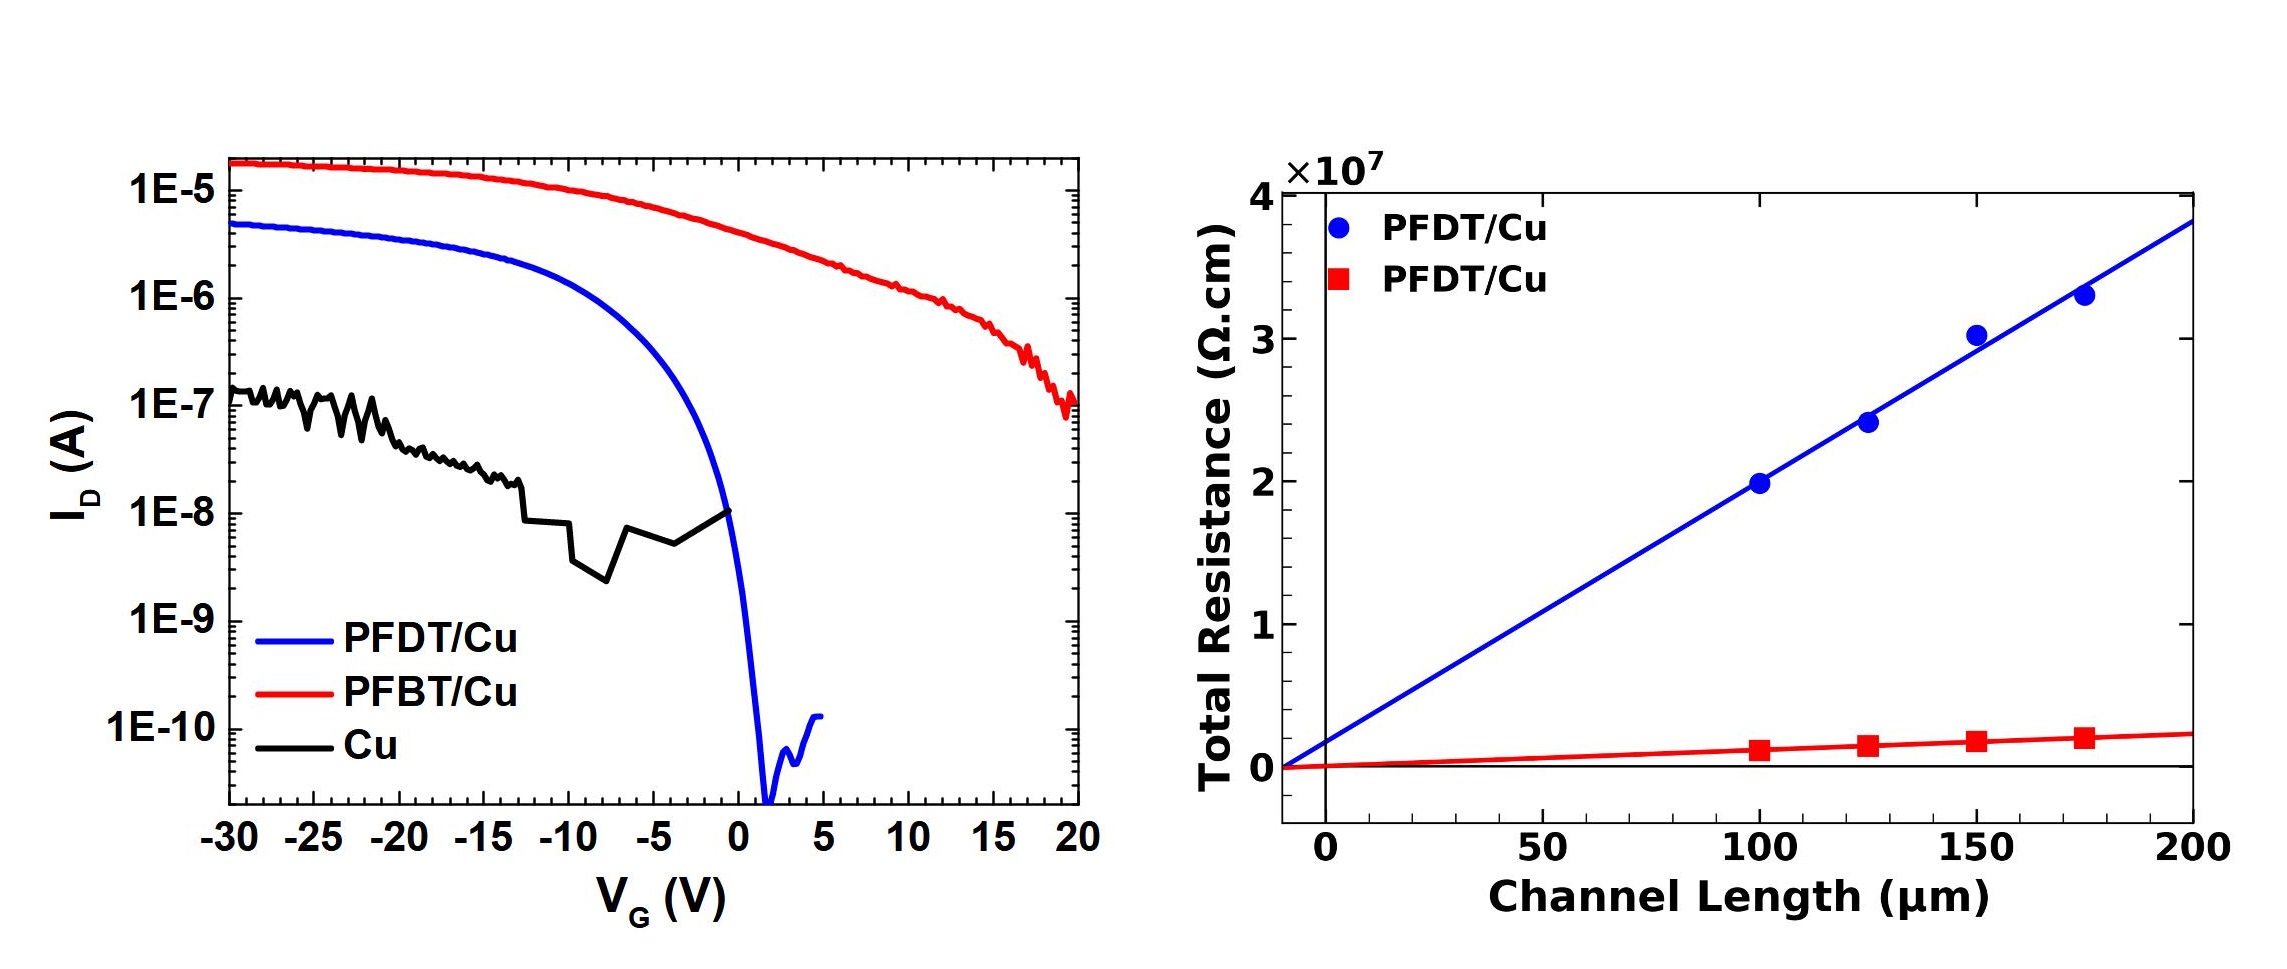 1E-5
1E-6
1E-7
1E-8
1E-9
1E-10
I_D (A)
PFDT/Cu
PFBT/Cu
Cu
-30 -25 -20 -15 -10 -5 0 5 10 15 20
V_G (V)
×10⁷
4
3
2
1
0
Total Resistance (Ω.cm)
PFDT/Cu
PFDT/Cu
0 50 100 150 200
Channel Length (μm)